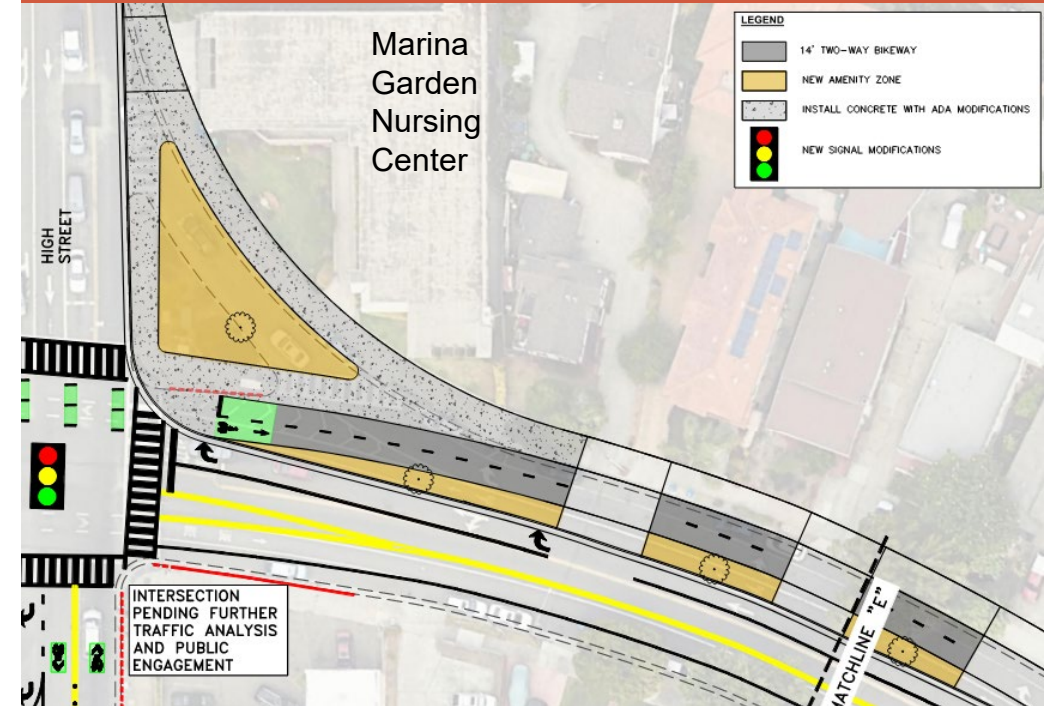 Marina
Garden
Nursing
Center
LEGEND
14' TWO-WAY BIKEWAY
NEW AMENITY ZONE
INSTALL CONCRETE WITH ADA MODIFICATIONS
NEW SIGNAL MODIFICATIONS
HIGH
STREET
INTERSECTION
PENDING FURTHER
TRAFFIC ANALYSIS
AND PUBLIC
ENGAGEMENT
MATCHLINE "E"